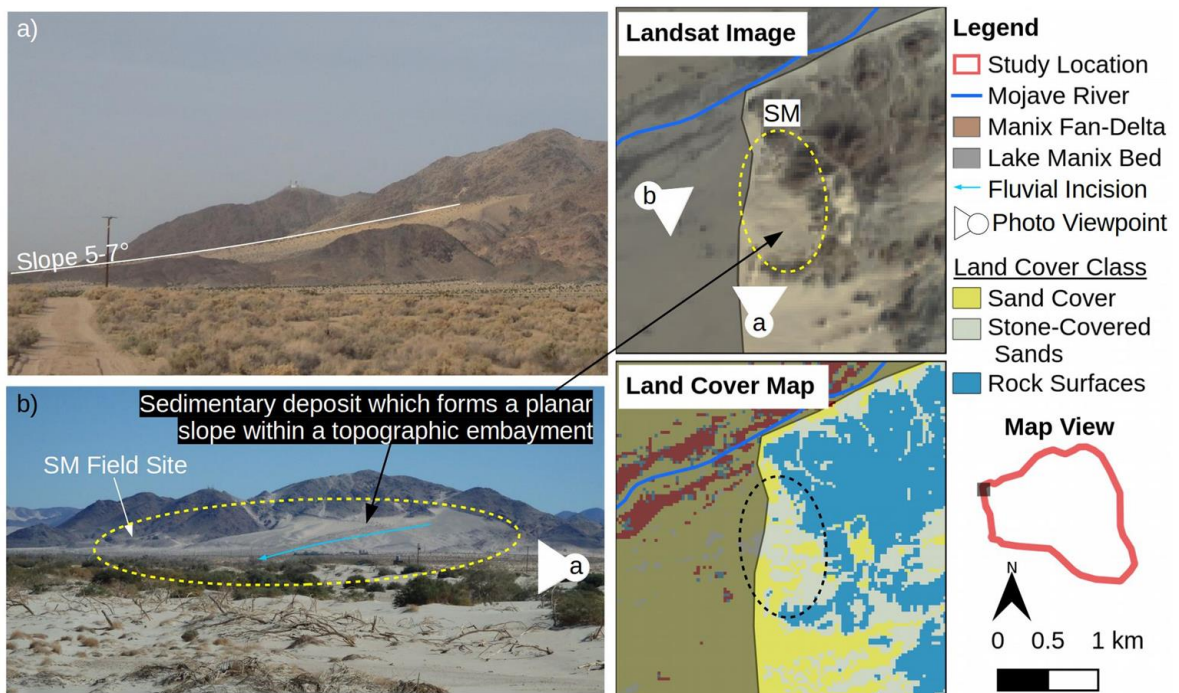 a)
Slope 5-7°
b)
Sedimentary deposit which forms a planar
slope within a topographic embayment
SM Field Site
a
Landsat Image
SM
b
a
Land Cover Map
Legend
Study Location
Mojave River
Manix Fan-Delta
Lake Manix Bed
Fluvial Incision
Photo Viewpoint
Land Cover Class
Sand Cover
Stone-Covered
Sands
Rock Surfaces
Map View
N
0 0.5 1 km